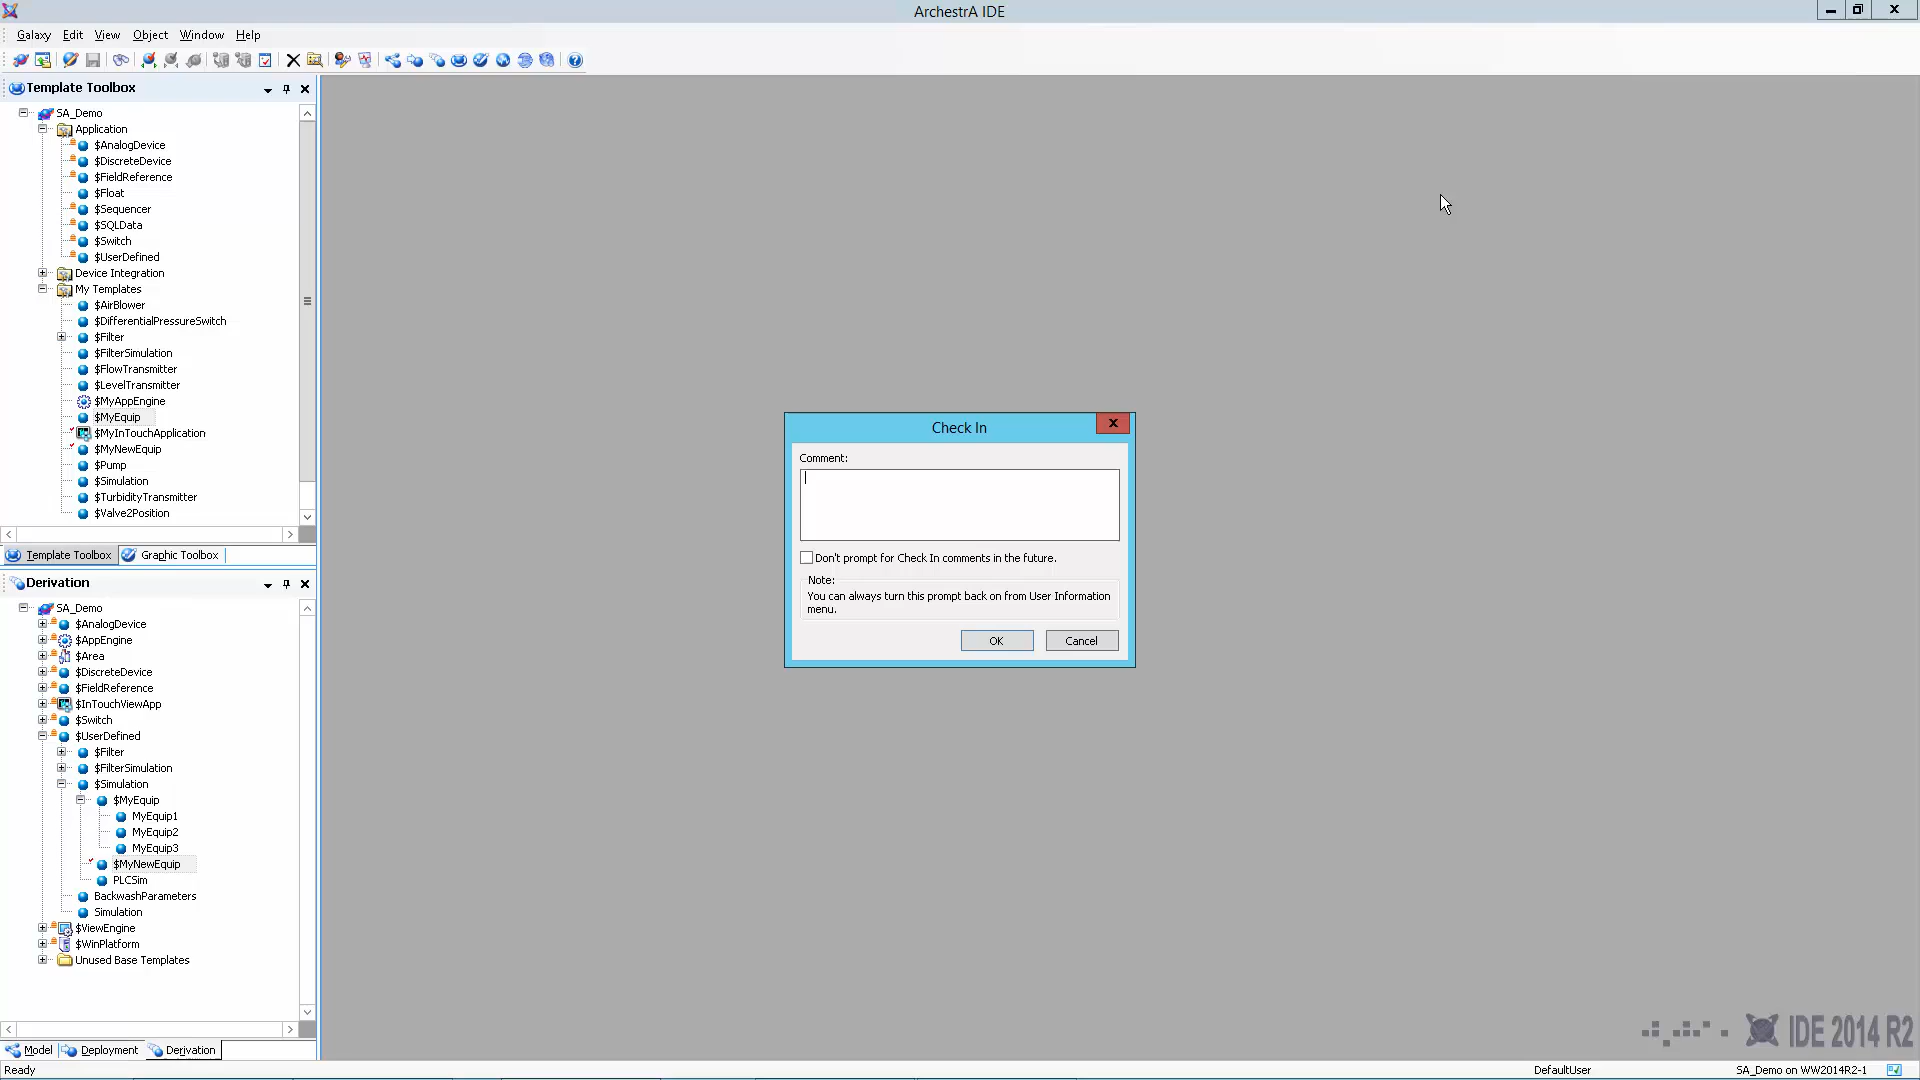 ArchestrA IDE
Galaxy Edit View Object Window Help
Template Toolbox
SA_Demo
Application
$AnalogDevice
$DiscreteDevice
$FieldReference
$Float
$Sequencer
$SQLData
$Switch
$UserDefined
Device Integration
My Templates
$AirBlower
$DifferentialPressureSwitch
$Filter
$FilterSimulation
$FlowTransmitter
$LevelTransmitter
$MyAppEngine
$MyEquip
$MyInTouchApplication
$MyNewEquip
$Pump
$Simulation
$TurbidityTransmitter
$Valve2Position
Template Toolbox Graphic Toolbox
Derivation
SA_Demo
$AnalogDevice
$AppEngine
$Area
$DiscreteDevice
$FieldReference
$InTouchViewApp
$Switch
$UserDefined
$Filter
$FilterSimulation
$Simulation
$MyEquip
MyEquip1
MyEquip2
MyEquip3
$MyNewEquip
PLCSim
BackwashParameters
Simulation
$ViewEngine
$WinPlatform
Unused Base Templates
Model Deployment Derivation
Check In
Comment:
Don't prompt for Check In comments in the future.
Note:
You can always turn this prompt back on from User Information
menu.
OK Cancel
IDE 2014 R2
Ready DefaultUser SA_Demo on WW2014R2-1